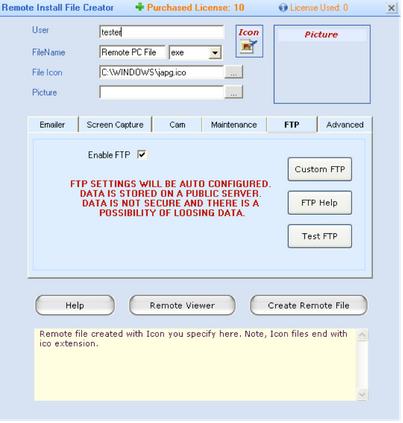 Remote Install File Creator
Purchased License: 10
License Used: 0
User
tester
Icon
Picture
FileName
Remote PC File
exe
File Icon
C:\WINDOWS\japg.ico
...
Picture
...
Emailer
Screen Capture
Cam
Maintenance
FTP
Advanced
Enable FTP
Custom FTP
FTP SETTINGS WILL BE AUTO CONFIGURED.
DATA IS STORED ON A PUBLIC SERVER.
DATA IS NOT SECURE AND THERE IS A
POSSIBILITY OF LOOSING DATA.
FTP Help
Test FTP
Help
Remote Viewer
Create Remote File
Remote file created with Icon you specify here. Note, Icon files end with
ico extension.